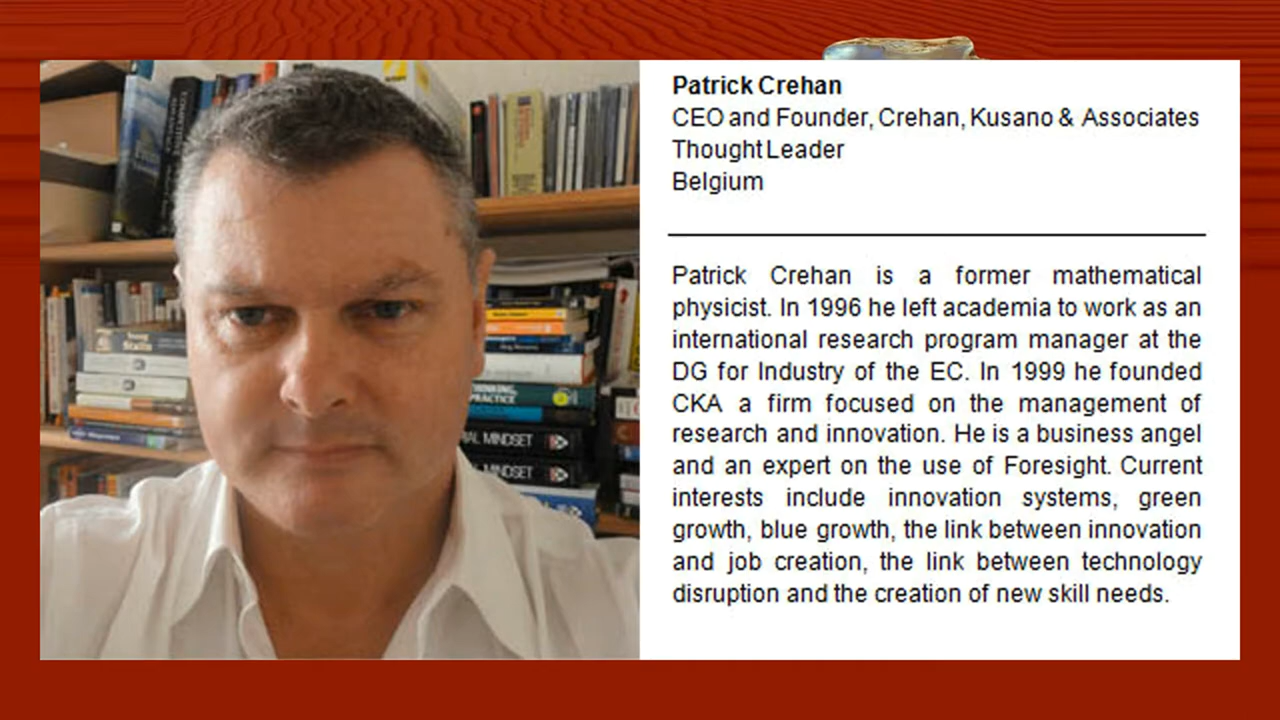 Patrick Crehan
CEO and Founder, Crehan, Kusano & Associates
Thought Leader
Belgium
Patrick Crehan is a former mathematical
physicist. In 1996 he left academia to work as an
international research program manager at the
DG for Industry of the EC. In 1999 he founded
CKA a firm focused on the management of
research and innovation. He is a business angel
and an expert on the use of Foresight. Current
interests include innovation systems, green
growth, blue growth, the link between innovation
and job creation, the link between technology
disruption and the creation of new skill needs.
PRACTICE
MINDSET
MINDSET